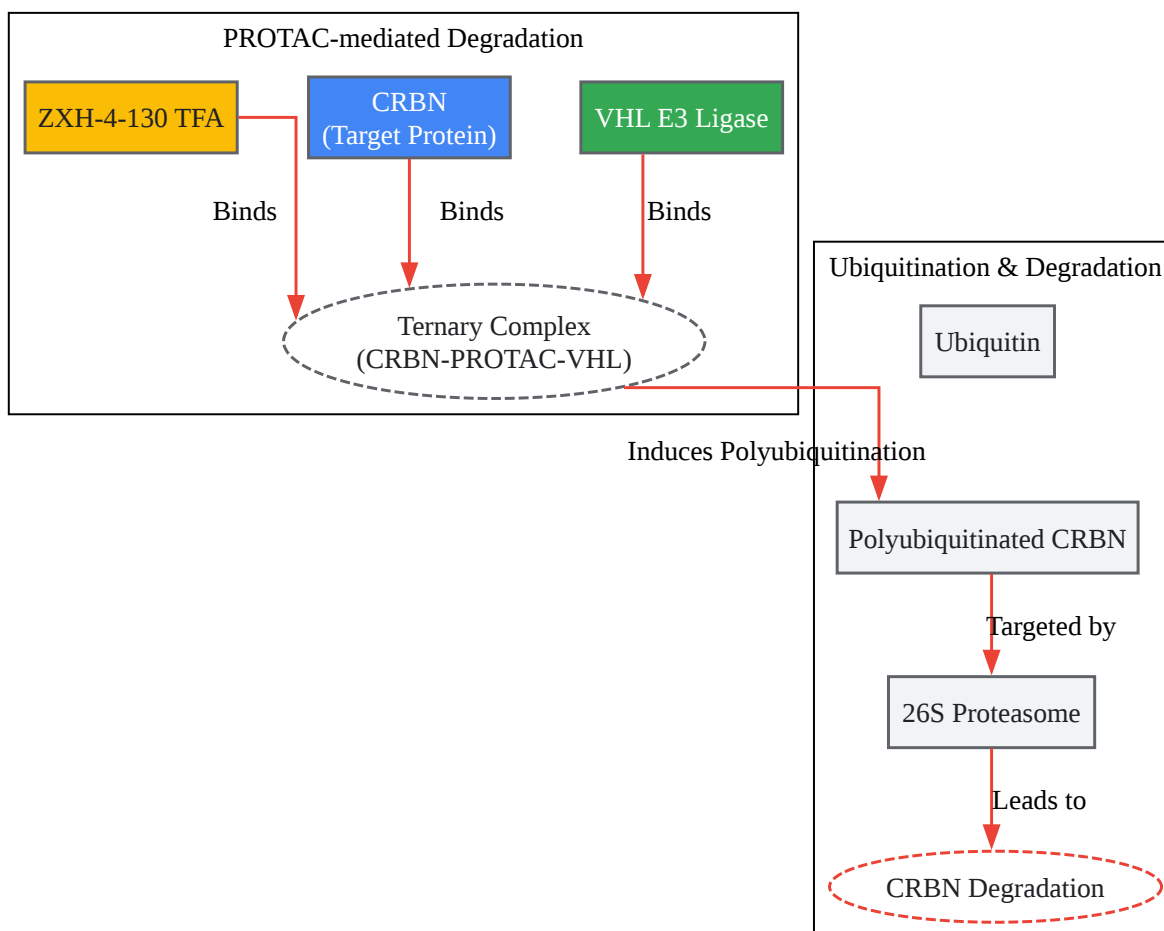 PROTAC-mediated Degradation
ZXH-4-130 TFA
CRBN
(Target Protein)
VHL E3 Ligase
Binds
Binds
Binds
Ternary Complex
(CRBN-PROTAC-VHL)
Ubiquitination & Degradation
Ubiquitin
Induces Polyubiquitination
Polyubiquitinated CRBN
Targeted by
26S Proteasome
Leads to
CRBN Degradation